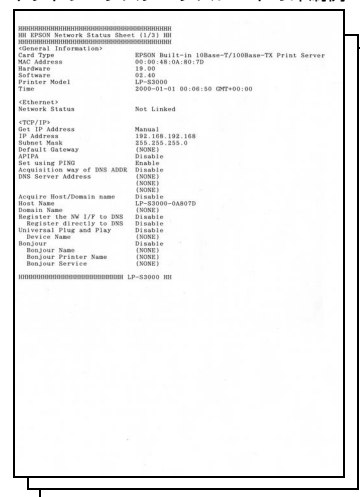 HHHHHHHHHHHHHHHHHHHHHHHHHHHHHHHHHHH
HH EPSON Network Status Sheet (1/3) HH
HHHHHHHHHHHHHHHHHHHHHHHHHHHHHHHHHHH
<General Information>
Card Type EPSON Built-in 10Base-T/100Base-TX Print Server
MAC Address 00:00:48:0A:80:7D
Hardware 19.00
Software 02.40
Printer Model LP-S3000
Time 2000-01-01 00:06:50 GMT+00:00
<Ethernet>
Network Status Not Linked
<TCP/IP>
Get IP Address Manual
IP Address 192.168.192.168
Subnet Mask 255.255.255.0
Default Gateway (NONE)
APIPA Disable
Set using PING Enable
Acquisition way of DNS ADDR Disable
DNS Server Address (NONE)
(NONE)
(NONE)
Acquire Host/Domain name Disable
Host Name LP-S3000-0A807D
Domain Name (NONE)
Register the NW I/F to DNS Disable
Register directly to DNS Disable
Universal Plug and Play Disable
Device Name (NONE)
Bonjour Disable
Bonjour Name (NONE)
Bonjour Printer Name (NONE)
Bonjour Service (NONE)
HHHHHHHHHHHHHHHHHHHHHHHH LP-S3000 HH